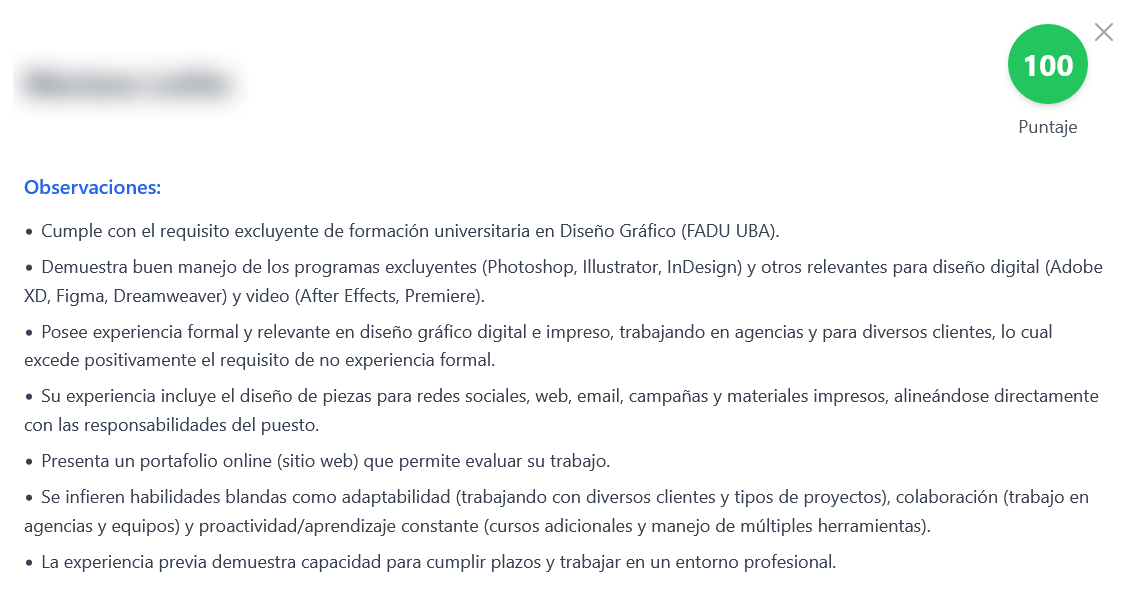 100
Puntaje
Observaciones:
• Cumple con el requisito excluyente de formación universitaria en Diseño Gráfico (FADU UBA).
• Demuestra buen manejo de los programas excluyentes (Photoshop, Illustrator, InDesign) y otros relevantes para diseño digital (Adobe
XD, Figma, Dreamweaver) y video (After Effects, Premiere).
• Posee experiencia formal y relevante en diseño gráfico digital e impreso, trabajando en agencias y para diversos clientes, lo cual
excede positivamente el requisito de no experiencia formal.
• Su experiencia incluye el diseño de piezas para redes sociales, web, email, campañas y materiales impresos, alineándose directamente
con las responsabilidades del puesto.
• Presenta un portafolio online (sitio web) que permite evaluar su trabajo.
• Se infieren habilidades blandas como adaptabilidad (trabajando con diversos clientes y tipos de proyectos), colaboración (trabajo en
agencias y equipos) y proactividad/aprendizaje constante (cursos adicionales y manejo de múltiples herramientas).
• La experiencia previa demuestra capacidad para cumplir plazos y trabajar en un entorno profesional.